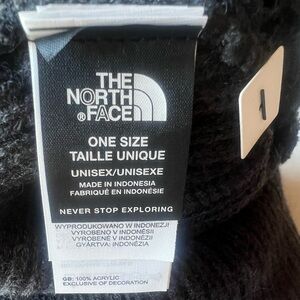 THE
NORTH
®FACE
ONE SIZE
TAILLE UNIQUE
UNISEX/UNISEXE
MADE IN INDONESIA
FABRIQUÉ EN INDONÉSIE
NEVER STOP EXPLORING
WYPRODUKOWANO W INDONEZJI
VYROBENO V INDONÉSII
VYROBENÉ V INDONÉZII
GYÁRTVA: INDONÉZIA
GB: 100% ACRYLIC
EXCLUSIVE OF DECORATION
1